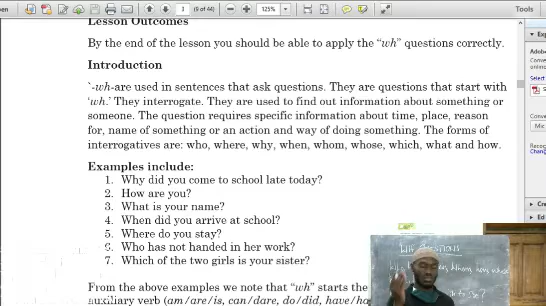 Tools
1
(9 of 44)
125%
Lesson Outcomes
By the end of the lesson you should be able to apply the “wh” questions correctly.
Introduction
`-wh-are used in sentences that ask questions. They are questions that start with
‘wh.’ They interrogate. They are used to find out information about something or
someone. The question requires specific information about time, place, reason
for, name of something or an action and way of doing something. The forms of
interrogatives are: who, where, why, when, whom, whose, which, what and how.
Examples include:
1. Why did you come to school late today?
2. How are you?
3. What is your name?
4. When did you arrive at school?
5. Where do you stay?
6. Who has not handed in her work?
7. Which of the two girls is your sister?
From the above examples we note that “wh” starts the
auxiliary verb (am/are/is, can/dare, do/did, have/ha
WH QUESTIONS